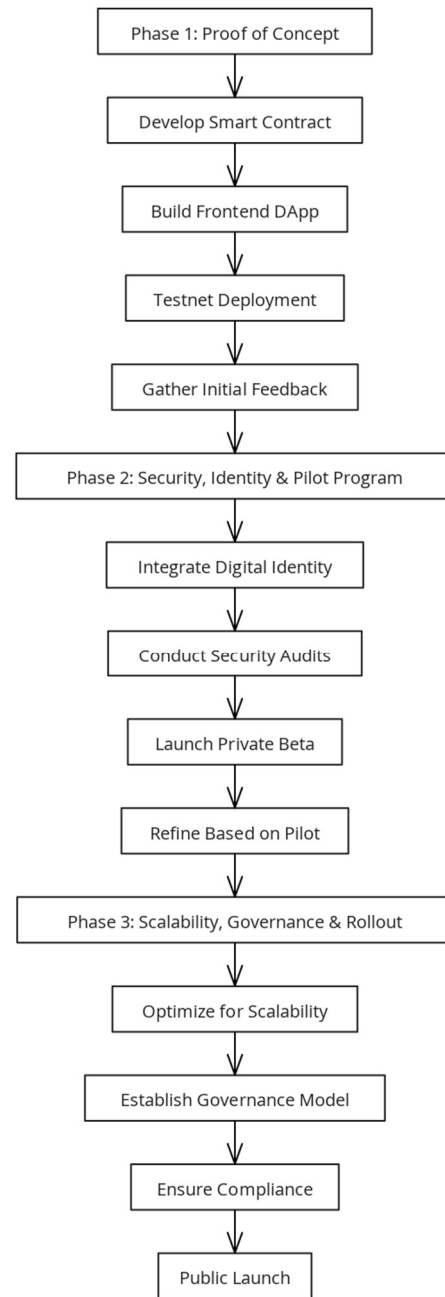 Phase 1: Proof of Concept
Develop Smart Contract
Build Frontend DApp
Testnet Deployment
Gather Initial Feedback
Phase 2: Security, Identity & Pilot Program
Integrate Digital Identity
Conduct Security Audits
Launch Private Beta
Refine Based on Pilot
Phase 3: Scalability, Governance & Rollout
Optimize for Scalability
Establish Governance Model
Ensure Compliance
Public Launch